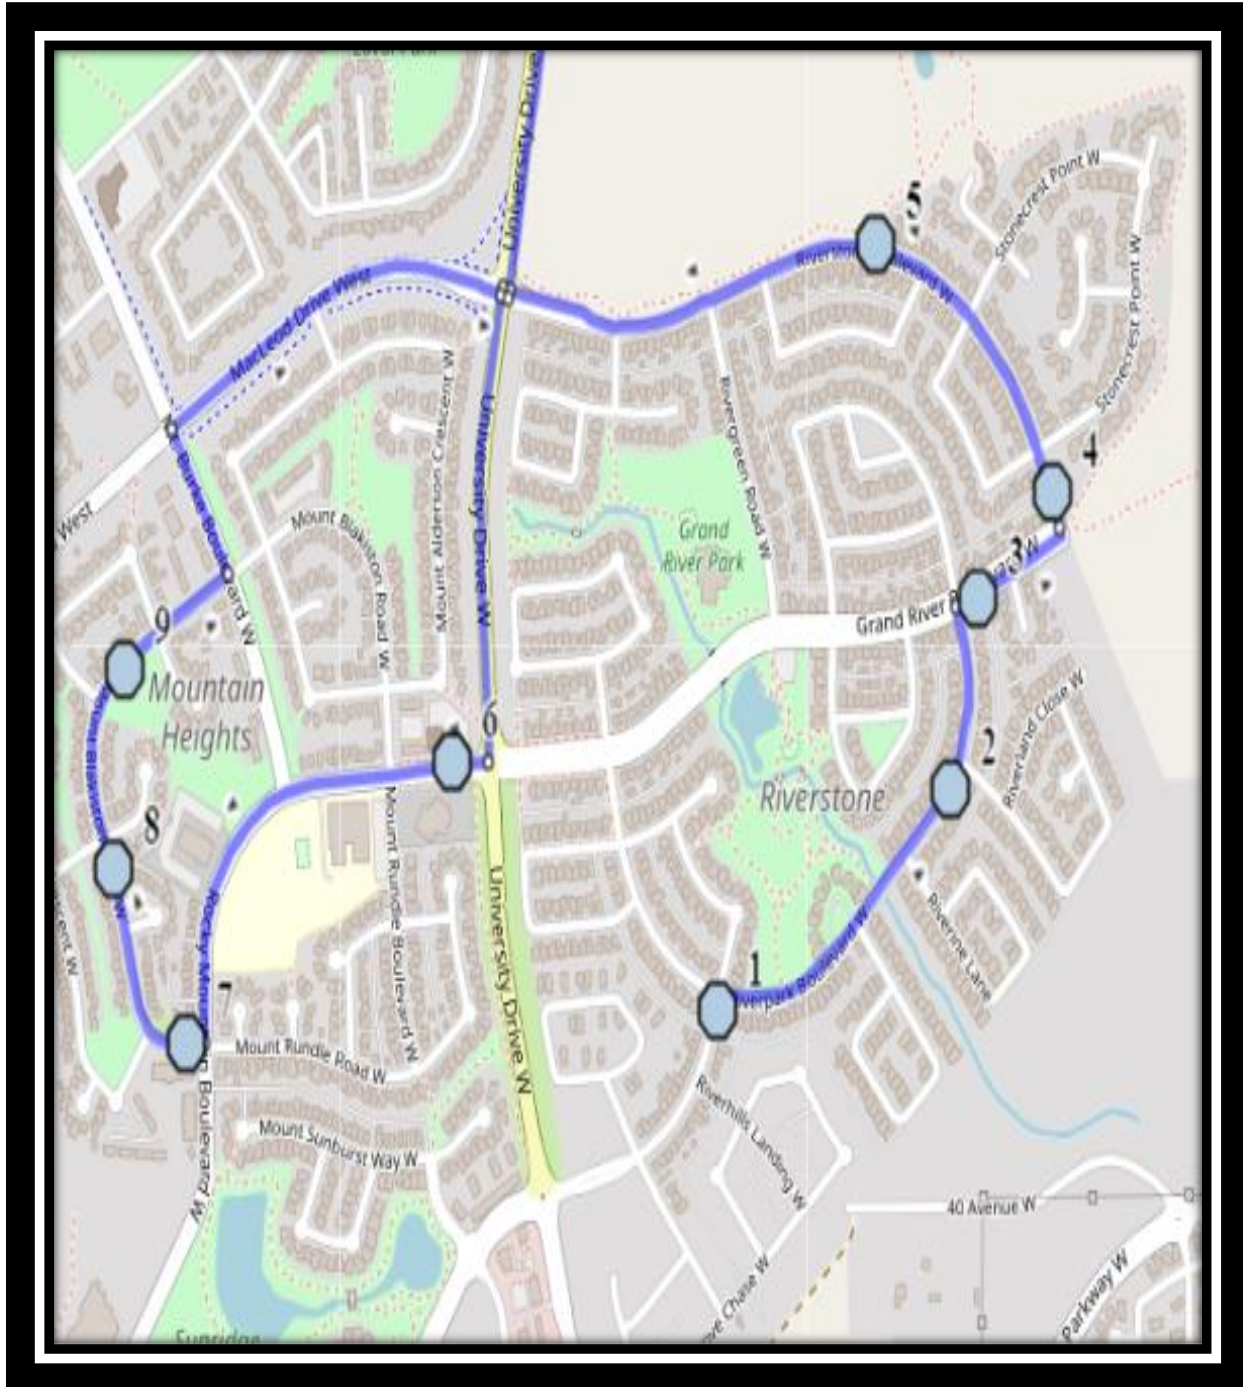 University Drive
5
Stonecrest Point W
University Drive W
MacLeod Drive West
Stonecrest Point W
Mount Alderson Crescent W
University Drive W
Rivergreen Road W
4
West
Mount Blakiston Road W
Grand
River Park
3
Grand River
9
Mountain
Heights
6
2
Riverland Close W
Riverstone
8
Mount Rundle Boulevard W
University Drive W
Riverine Lane
1
7
Mount Rundle Road W
Boulevard W
Riverhills Landing W
Mount Sunburst Way W
40 Avenue W
Chase W
Parkway W